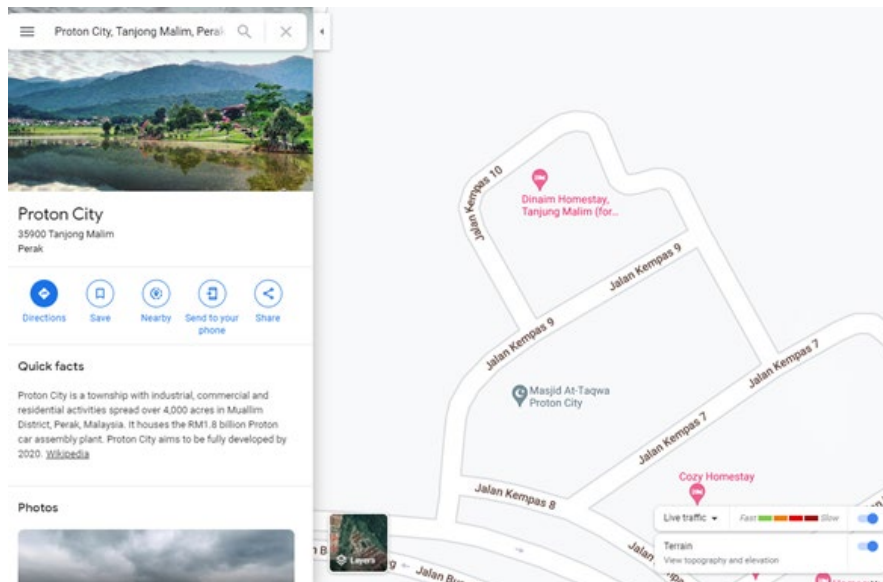 Proton City, Tanjong Malim, Perak
Proton City
35900 Tanjong Malim
Perak
Directions
Save
Nearby
Send to your
phone
Share
Quick facts
Proton City is a township with industrial, commercial and
residential activities spread over 4,000 acres in Muallim
District, Perak, Malaysia. It houses the RM1.8 billion Proton
car assembly plant. Proton City aims to be fully developed by
2020. Wikipedia
Photos
Jalan Kempas 10
Jalan Kempas 10
Dinaim Homestay,
Tanjung Malim (for...
Jalan Kempas 9
Jalan Kempas 9
Jalan Kempas 7
Masjid At-Taqwa
Proton City
Jalan Kempas 7
Cozy Homestay
Jalan Kempas 8
Layers
Live traffic
Fast
Slow
Terrain
View topography and elevation
Jalan